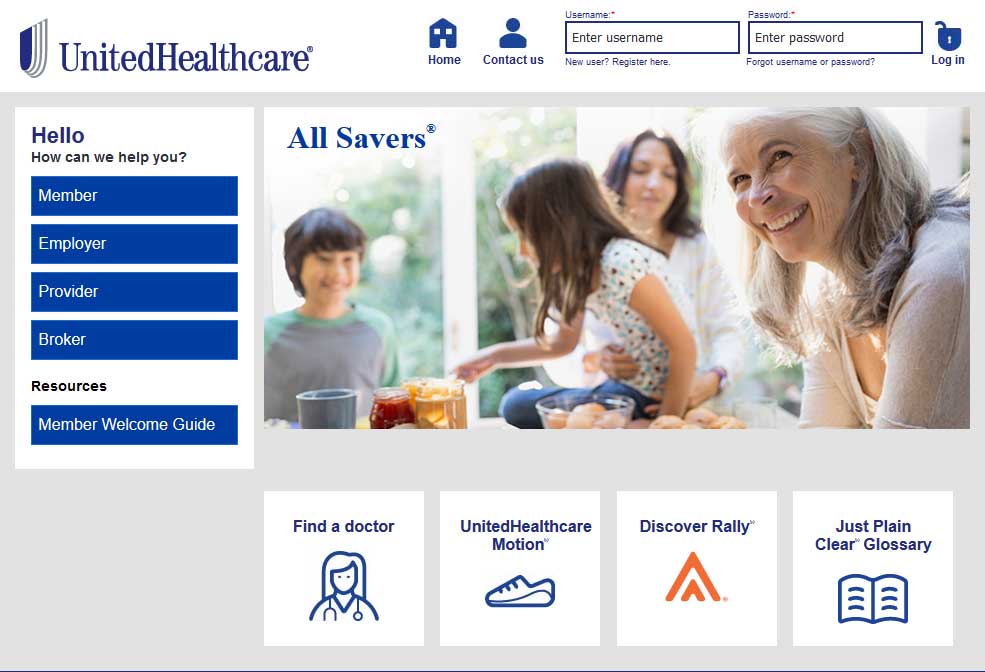 UnitedHealthcare®
Home
Contact us
Username:*
Enter username
New user? Register here.
Password:*
Enter password
Forgot username or password?
Log in
Hello
How can we help you?
Member
Employer
Provider
Broker
Resources
Member Welcome Guide
All Savers®
Find a doctor
UnitedHealthcare
Motion
Discover Rally
Just Plain
Clear Glossary